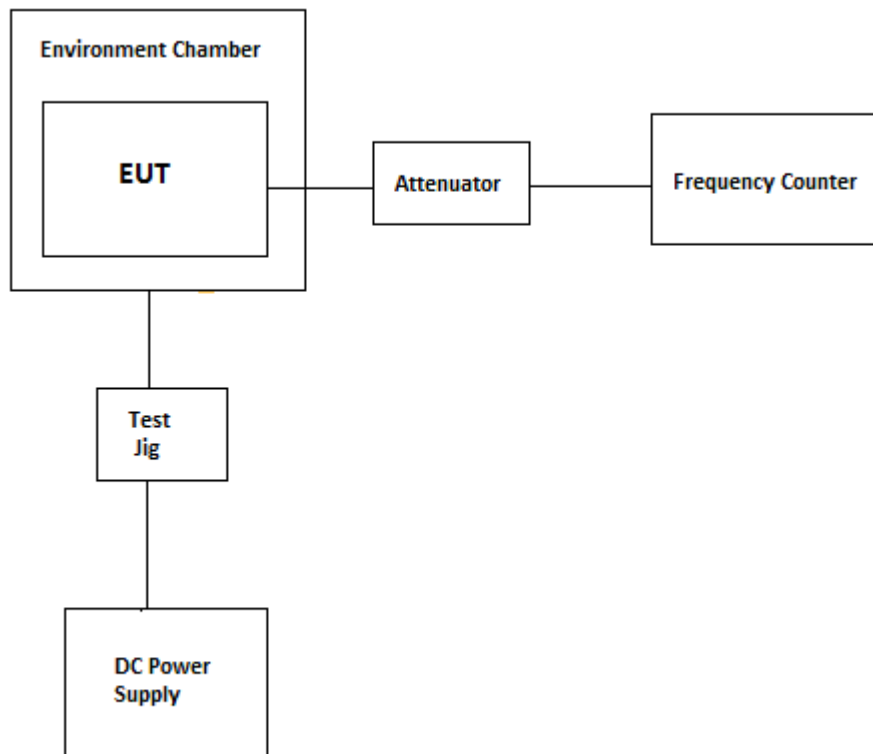 Environment Chamber
EUT
Attenuator
Frequency Counter
Test
Jig
DC Power
Supply